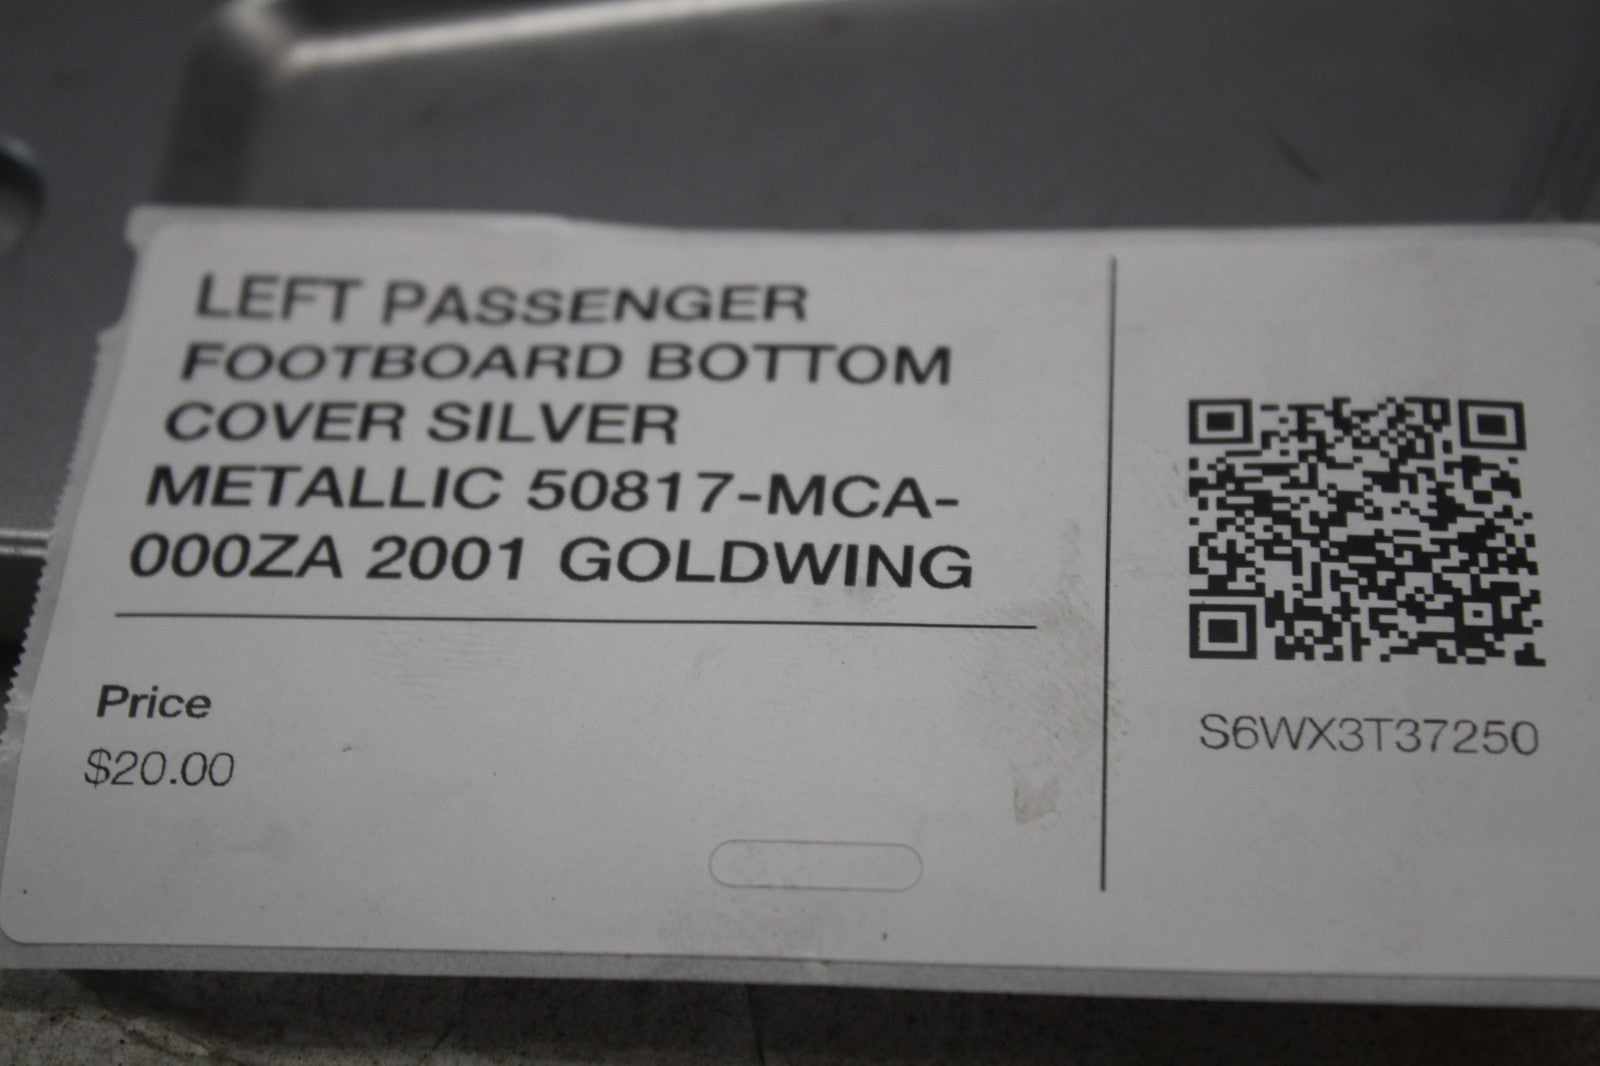 LEFT PASSENGER
FOOTBOARD BOTTOM
COVER SILVER
METALLIC 50817-MCA-
000ZA 2001 GOLDWING
Price
$20.00
S6WX3T37250